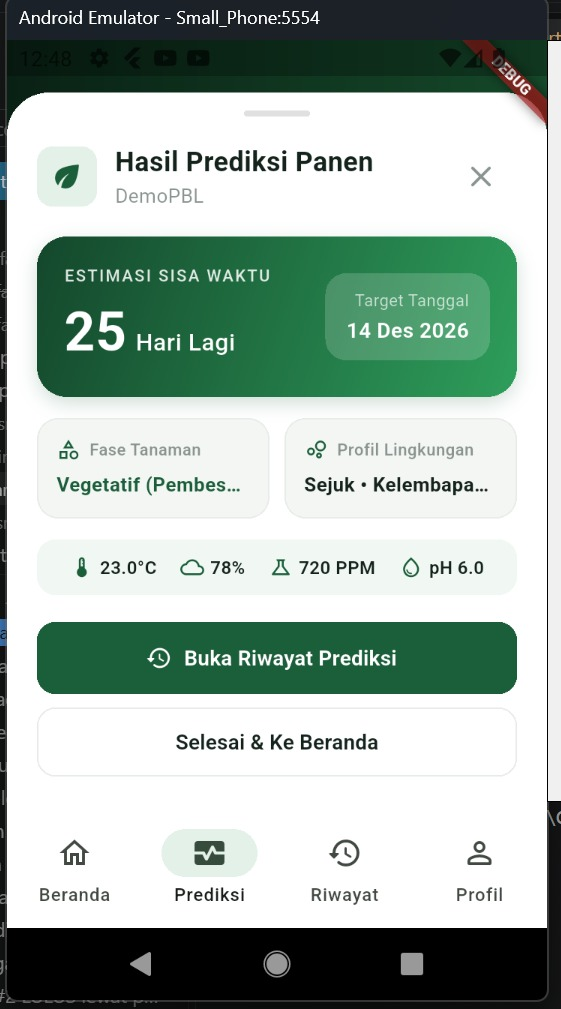 Android Emulator - Small_Phone:5554
12:48
DEBUG
Hasil Prediksi Panen
DemoPBL
ESTIMASI SISA WAKTU
25 Hari Lagi
Target Tanggal
14 Des 2026
Fase Tanaman
Vegetatif (Pembes...
Profil Lingkungan
Sejuk • Kelembapa...
23.0°C
78%
720 PPM
pH 6.0
Buka Riwayat Prediksi
Selesai & Ke Beranda
Beranda
Prediksi
Riwayat
Profil